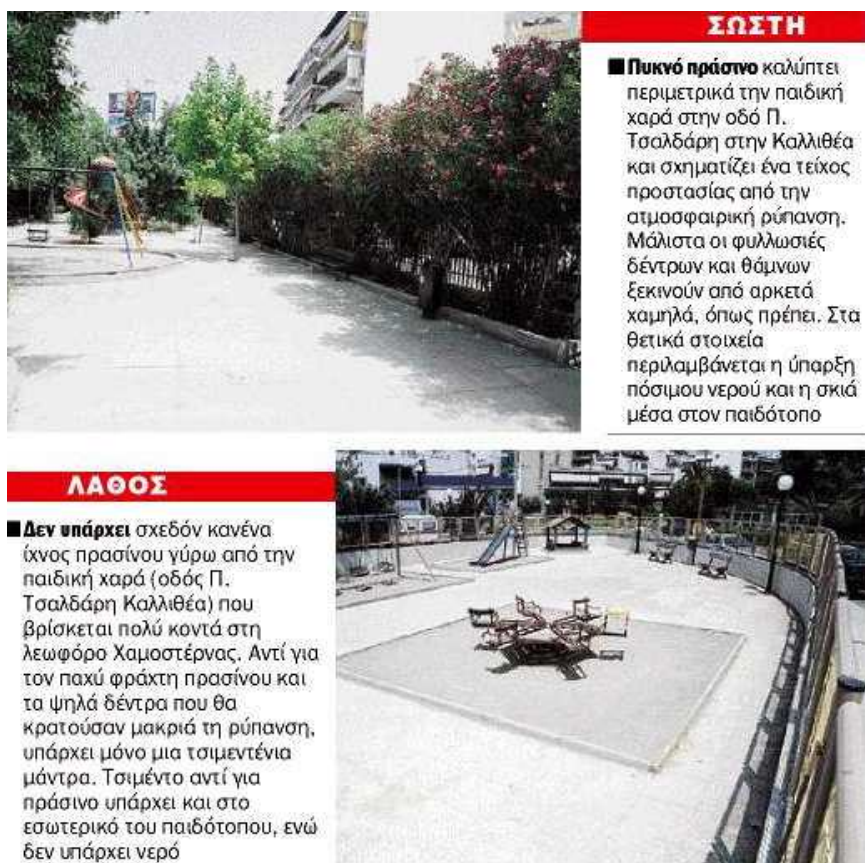 ΣΩΣΤΗ
Πυκνό πράσινο καλύπτει
περιμετρικά την παιδική
χαρά στην οδό Π.
Τσαλδάρη στην Καλλιθέα
και σχηματίζει ένα τείχος
προστασίας από την
ατμοσφαιρική ρύπανση.
Μάλιστα οι φυλλωσιές
δέντρων και θάμνων
ξεκινούν από αρκετά
χαμηλά, όπως πρέπει. Στα
θετικά στοιχεία
περιλαμβάνεται η ύπαρξη
πόσιμου νερού και η σκιά
μέσα στον παιδότοπο
ΛΑΘΟΣ
Δεν υπάρχει σχεδόν κανένα
ίχνος πρασίνου γύρω από την
παιδική χαρά (οδός Π.
Τσαλδάρη Καλλιθέα) που
βρίσκεται πολύ κοντά στη
λεωφόρο Χαμοστέρνας. Αντί για
τον παχύ φράχτη πρασίνου και
τα ψηλά δέντρα που θα
κρατούσαν μακριά τη ρύπανση,
υπάρχει μόνο μια τσιμεντένια
μάντρα. Τσιμέντο αντί για
πράσινο υπάρχει και στο
εσωτερικό του παιδότοπου, ενώ
δεν υπάρχει νερό